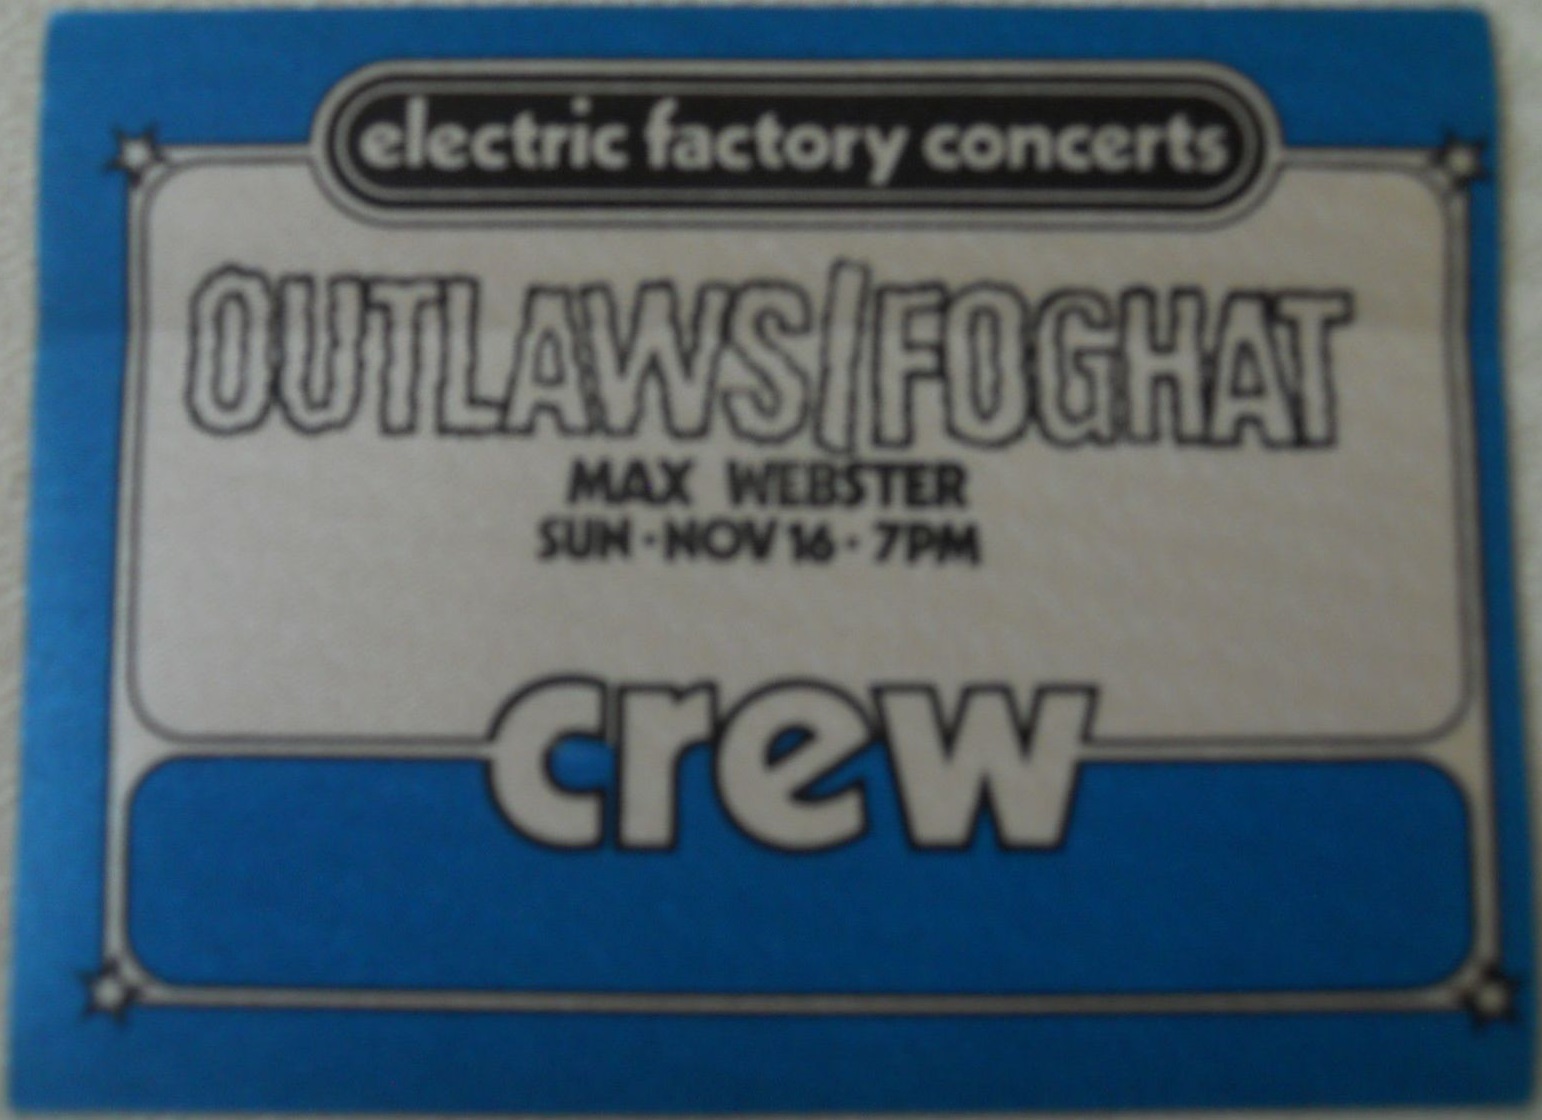 electric factory concerts
OUTLAWS/FOGHAT
MAX WEBSTER
SUN·NOV 16·7PM
crew